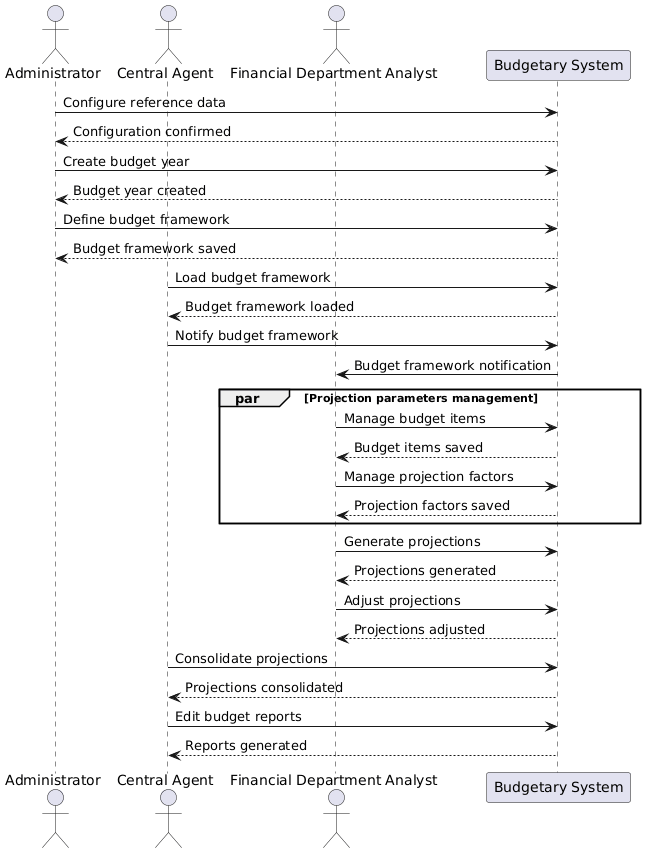 Administrator
Central Agent
Financial Department Analyst
Budgetary System
Configure reference data
Configuration confirmed
Create budget year
Budget year created
Define budget framework
Budget framework saved
Load budget framework
Budget framework loaded
Notify budget framework
Budget framework notification
par [Projection parameters management]
Manage budget items
Budget items saved
Manage projection factors
Projection factors saved
Generate projections
Projections generated
Adjust projections
Projections adjusted
Consolidate projections
Projections consolidated
Edit budget reports
Reports generated
Administrator
Central Agent
Financial Department Analyst
Budgetary System